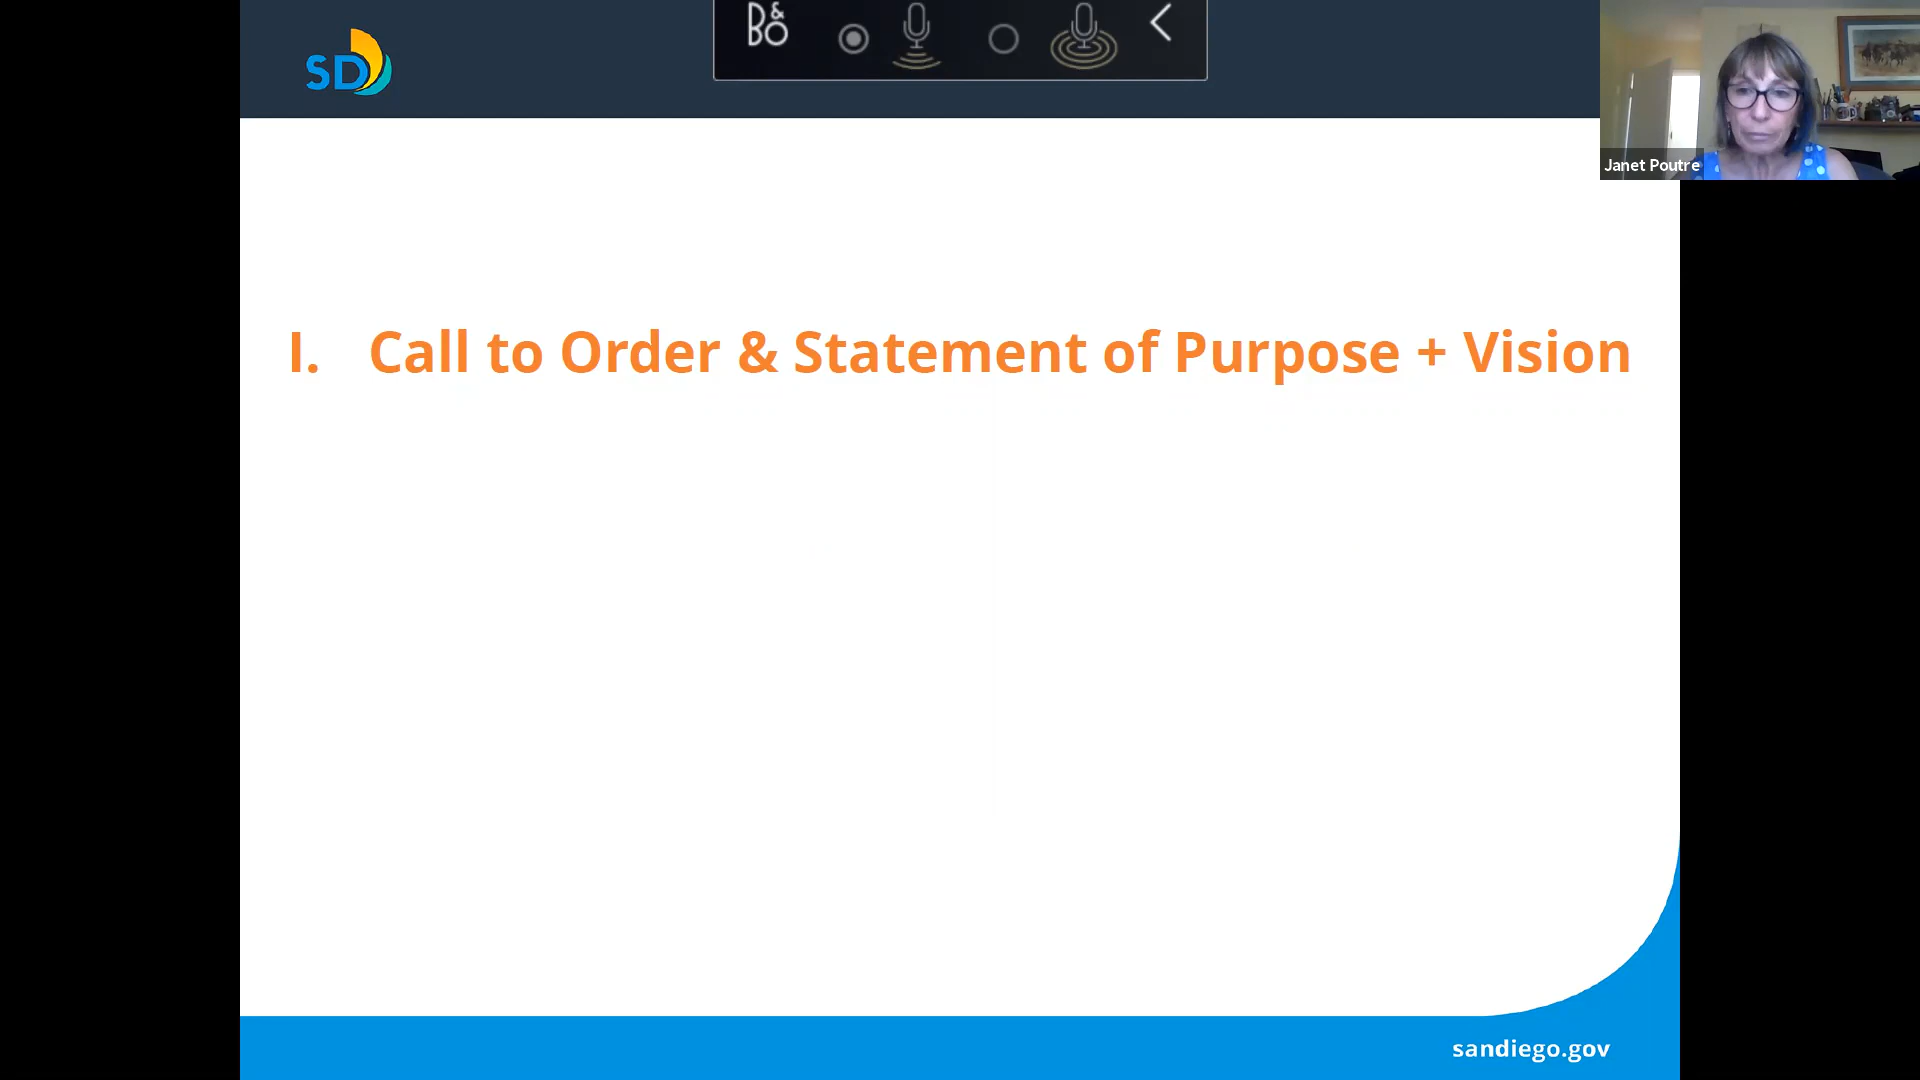 SD
B&O
Janet Poutre
I. Call to Order & Statement of Purpose + Vision
sandiego.gov